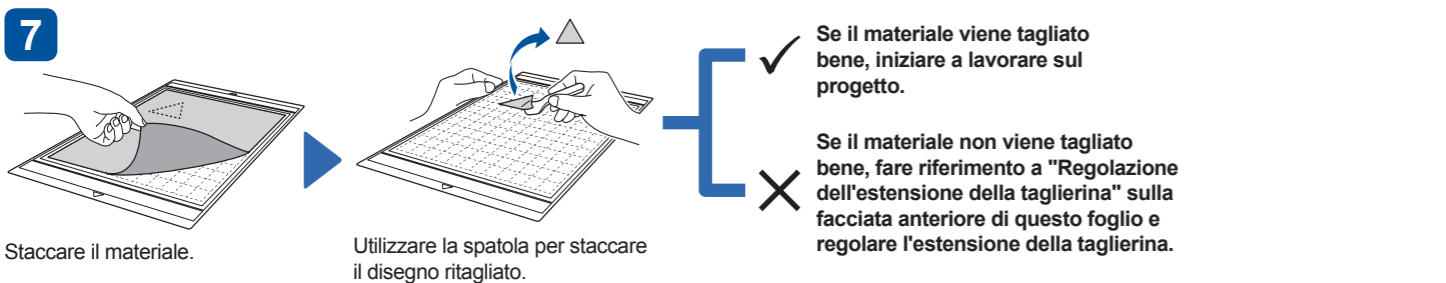 7
Staccare il materiale.
Utilizzare la spatola per staccare
il disegno ritagliato.
Se il materiale viene tagliato
bene, iniziare a lavorare sul
progetto.
Se il materiale non viene tagliato
bene, fare riferimento a "Regolazione
dell'estensione della taglierina" sulla
facciata anteriore di questo foglio e
regolare l'estensione della taglierina.